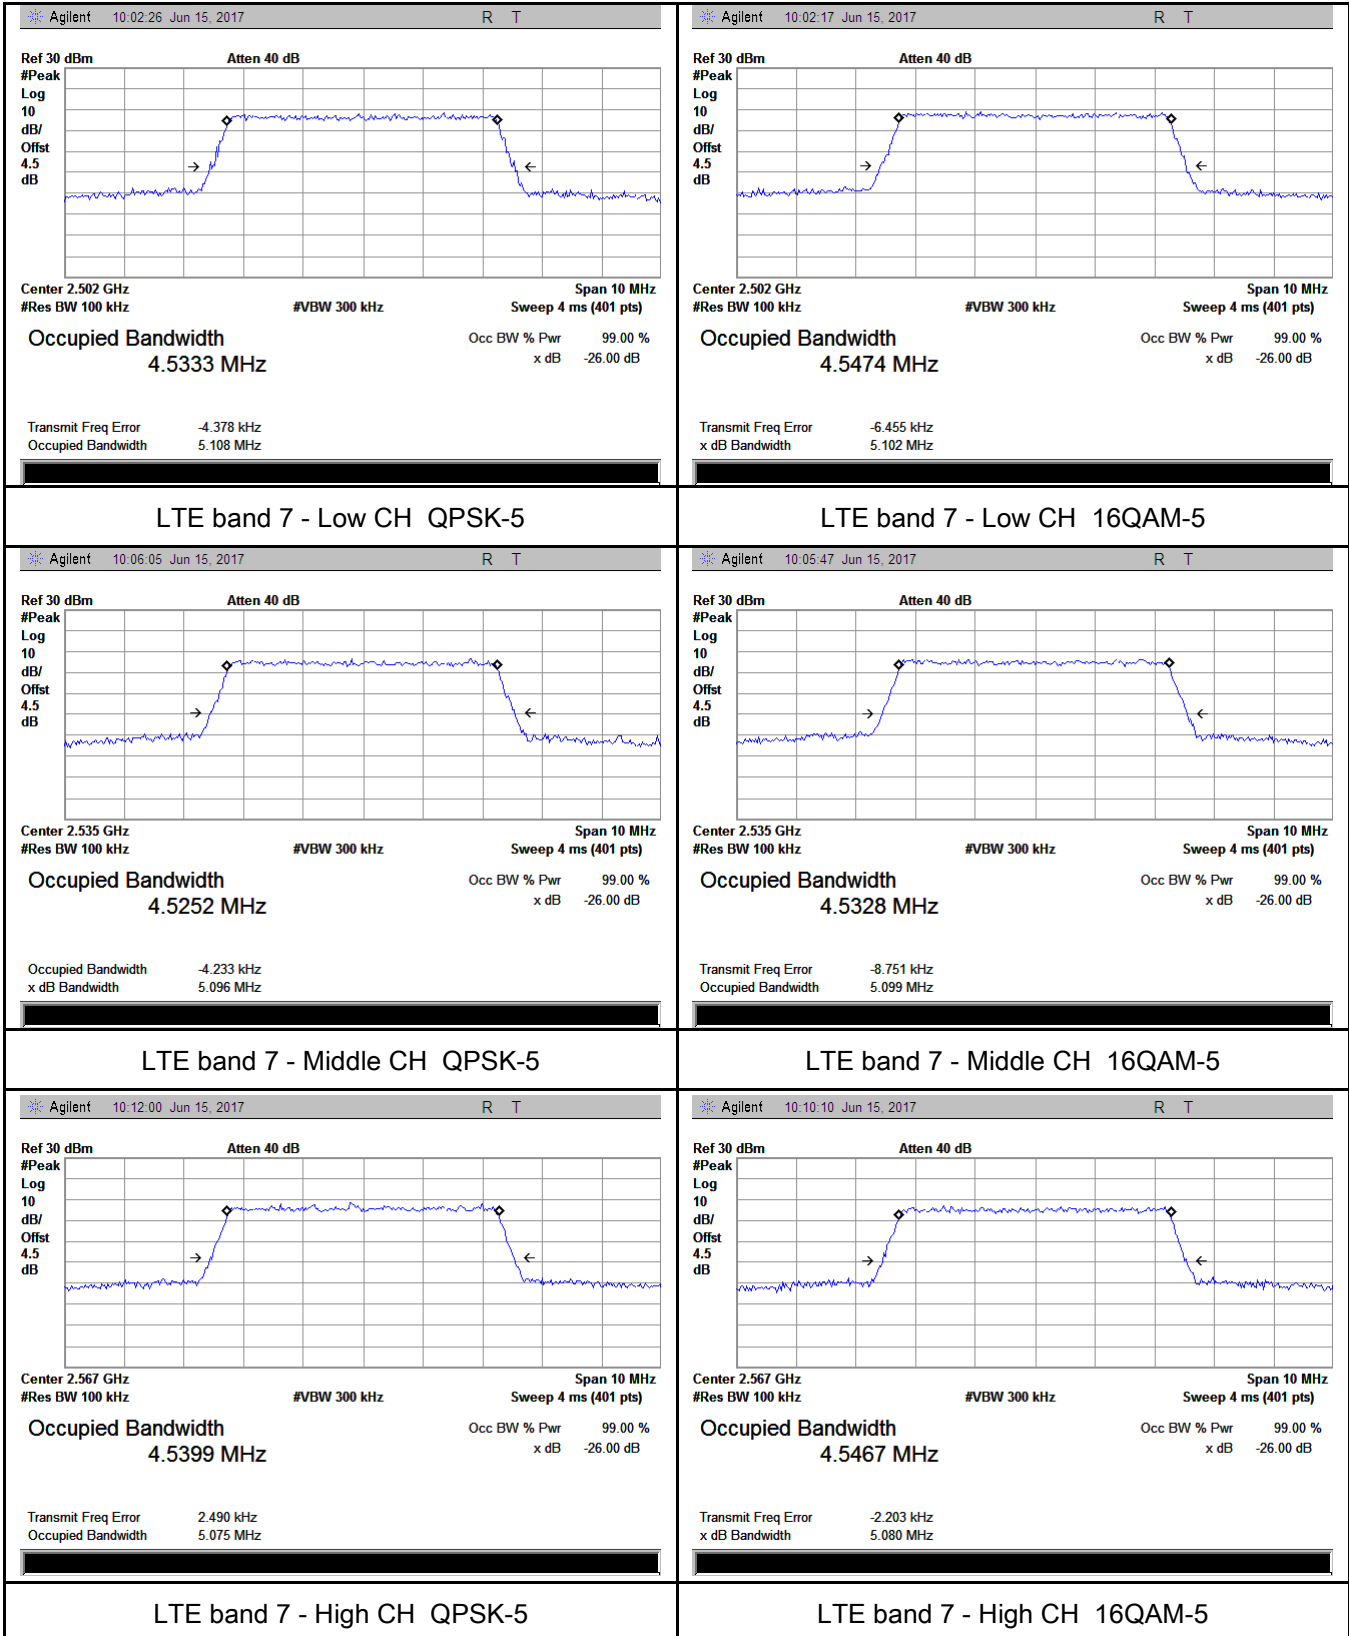 Agilent 10:02:26 Jun 15, 2017 R T
Ref 30 dBm Atten 40 dB
#Peak
Log
10
dB/
Offst
4.5
dB
Center 2.502 GHz Span 10 MHz
#Res BW 100 kHz #VBW 300 kHz Sweep 4 ms (401 pts)
Occupied Bandwidth Occ BW % Pwr 99.00 %
4.5333 MHz x dB -26.00 dB
Transmit Freq Error -4.378 kHz
Occupied Bandwidth 5.108 MHz
LTE band 7 - Low CH QPSK-5
Agilent 10:02:17 Jun 15, 2017 R T
Ref 30 dBm Atten 40 dB
#Peak
Log
10
dB/
Offst
4.5
dB
Center 2.502 GHz Span 10 MHz
#Res BW 100 kHz #VBW 300 kHz Sweep 4 ms (401 pts)
Occupied Bandwidth Occ BW % Pwr 99.00 %
4.5474 MHz x dB -26.00 dB
Transmit Freq Error -6.455 kHz
x dB Bandwidth 5.102 MHz
LTE band 7 - Low CH 16QAM-5
Agilent 10:06:05 Jun 15, 2017 R T
Ref 30 dBm Atten 40 dB
#Peak
Log
10
dB/
Offst
4.5
dB
Center 2.535 GHz Span 10 MHz
#Res BW 100 kHz #VBW 300 kHz Sweep 4 ms (401 pts)
Occupied Bandwidth Occ BW % Pwr 99.00 %
4.5252 MHz x dB -26.00 dB
Occupied Bandwidth -4.233 kHz
x dB Bandwidth 5.096 MHz
LTE band 7 - Middle CH QPSK-5
Agilent 10:05:47 Jun 15, 2017 R T
Ref 30 dBm Atten 40 dB
#Peak
Log
10
dB/
Offst
4.5
dB
Center 2.535 GHz Span 10 MHz
#Res BW 100 kHz #VBW 300 kHz Sweep 4 ms (401 pts)
Occupied Bandwidth Occ BW % Pwr 99.00 %
4.5328 MHz x dB -26.00 dB
Transmit Freq Error -8.751 kHz
Occupied Bandwidth 5.099 MHz
LTE band 7 - Middle CH 16QAM-5
Agilent 10:12:00 Jun 15, 2017 R T
Ref 30 dBm Atten 40 dB
#Peak
Log
10
dB/
Offst
4.5
dB
Center 2.567 GHz Span 10 MHz
#Res BW 100 kHz #VBW 300 kHz Sweep 4 ms (401 pts)
Occupied Bandwidth Occ BW % Pwr 99.00 %
4.5399 MHz x dB -26.00 dB
Transmit Freq Error 2.490 kHz
Occupied Bandwidth 5.075 MHz
LTE band 7 - High CH QPSK-5
Agilent 10:10:10 Jun 15, 2017 R T
Ref 30 dBm Atten 40 dB
#Peak
Log
10
dB/
Offst
4.5
dB
Center 2.567 GHz Span 10 MHz
#Res BW 100 kHz #VBW 300 kHz Sweep 4 ms (401 pts)
Occupied Bandwidth Occ BW % Pwr 99.00 %
4.5467 MHz x dB -26.00 dB
Transmit Freq Error -2.203 kHz
x dB Bandwidth 5.080 MHz
LTE band 7 - High CH 16QAM-5